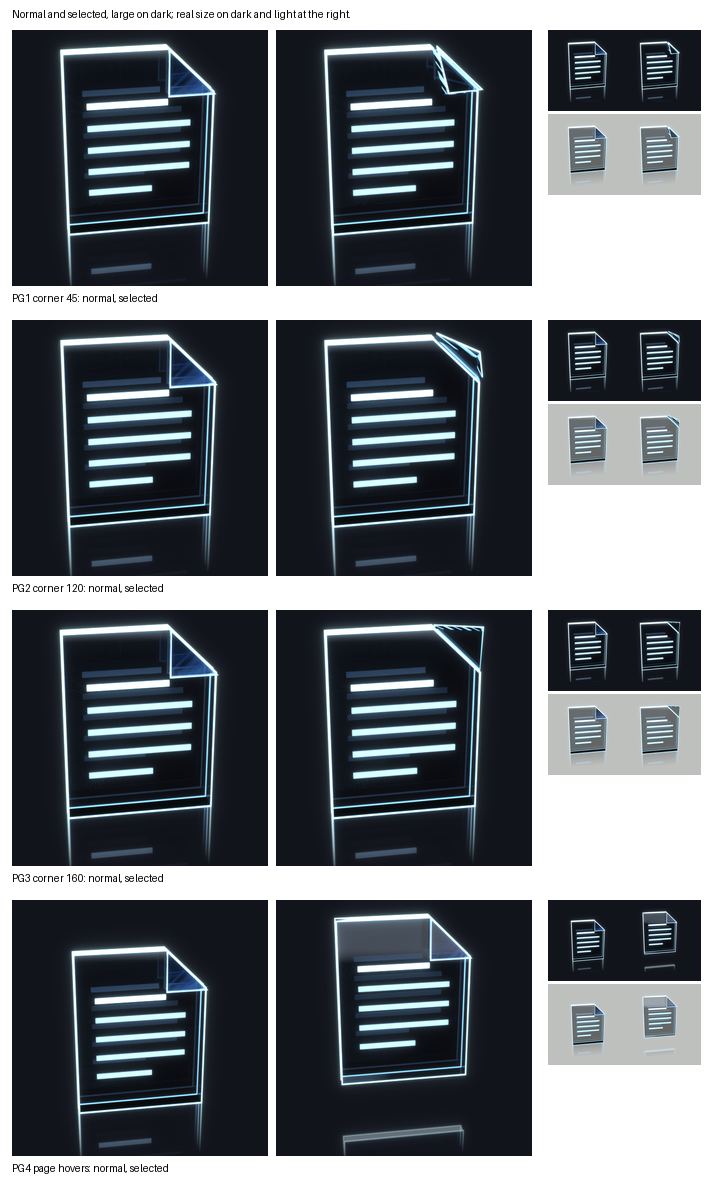 Normal and selected, large on dark; real size on dark and light at the right.
PG1 corner 45: normal, selected
PG2 corner 120: normal, selected
PG3 corner 160: normal, selected
PG4 page hovers: normal, selected